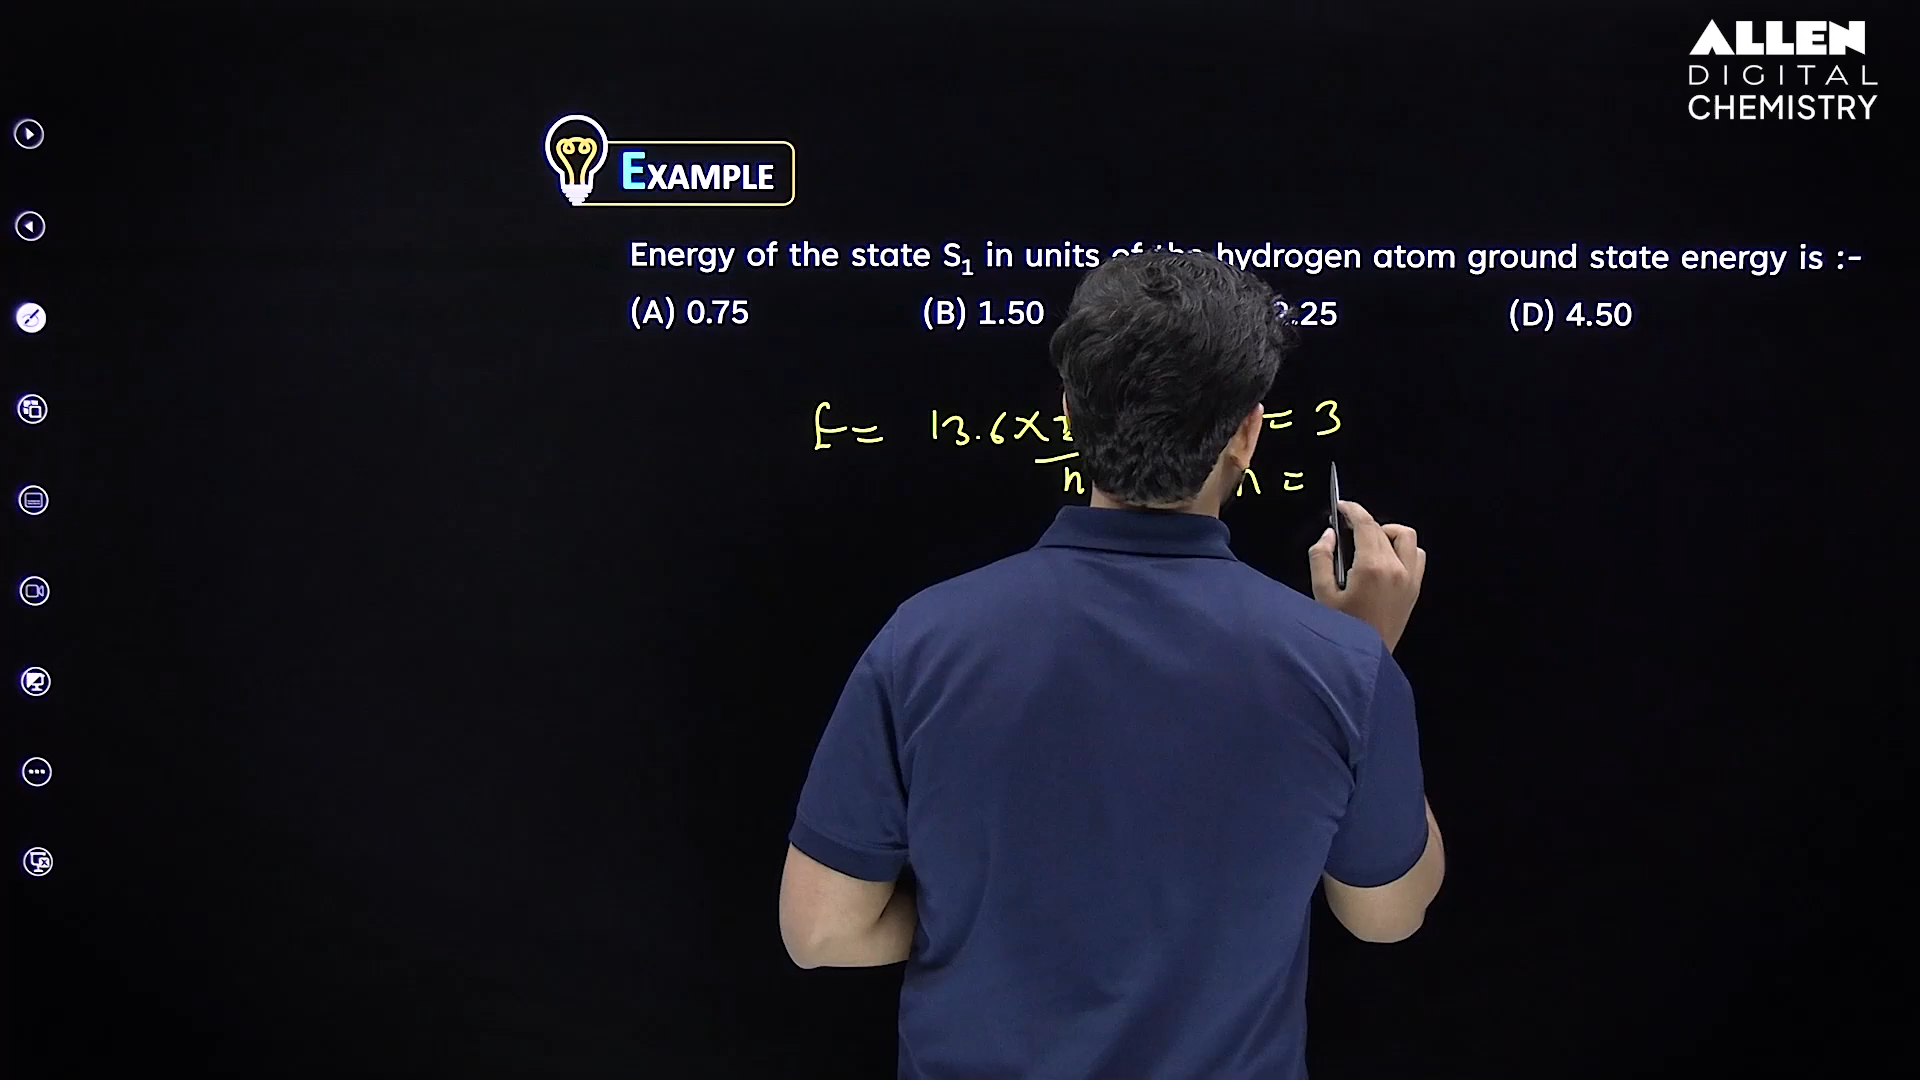 ALLEN
DIGITAL
CHEMISTRY
EXAMPLE
Energy of the state S₁ in units of the hydrogen atom ground state energy is :-
(A) 0.75 (B) 1.50 .25 (D) 4.50
E = 13.6 × = 3
n n =